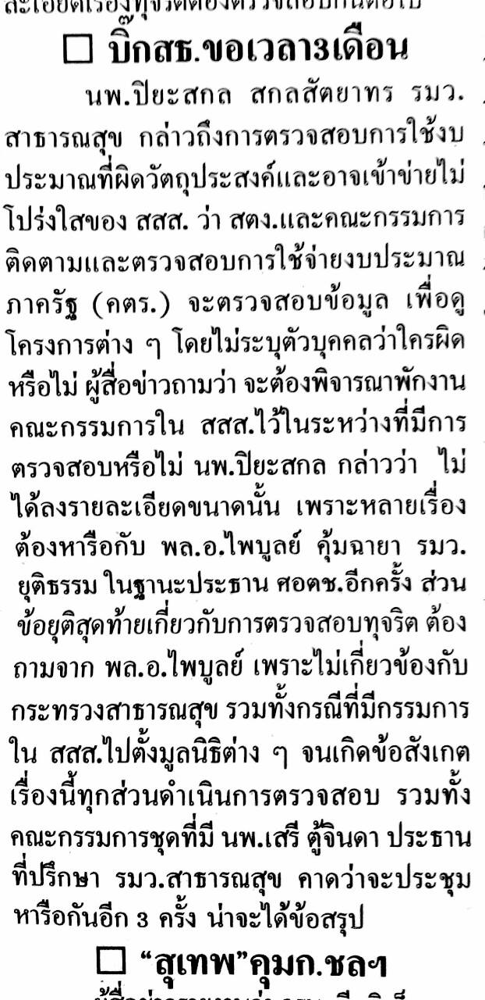 ละเอียดเรื่องทุจริตต้องตรวจสอบกันต่อไป
□ บิ๊กสธ.ขอเวลา3เดือน
นพ.ปิยะสกล สกลสัตยาทร รมว.
สาธารณสุข กล่าวถึงการตรวจสอบการใช้งบ
ประมาณที่ผิดวัตถุประสงค์และอาจเข้าข่ายไม่
โปร่งใสของ สสส. ว่า สตง.และคณะกรรมการ
ติดตามและตรวจสอบการใช้จ่ายงบประมาณ
ภาครัฐ (คตร.) จะตรวจสอบข้อมูล เพื่อดู
โครงการต่าง ๆ โดยไม่ระบุตัวบุคคลว่าใครผิด
หรือไม่ ผู้สื่อข่าวถามว่า จะต้องพิจารณาพักงาน
คณะกรรมการใน สสส.ไว้ในระหว่างที่มีการ
ตรวจสอบหรือไม่ นพ.ปิยะสกล กล่าวว่า ไม่
ได้ลงรายละเอียดขนาดนั้น เพราะหลายเรื่อง
ต้องหารือกับ พล.อ.ไพบูลย์ คุ้มฉายา รมว.
ยุติธรรม ในฐานะประธาน ศอตช.อีกครั้ง ส่วน
ข้อยุติสุดท้ายเกี่ยวกับการตรวจสอบทุจริต ต้อง
ถามจาก พล.อ.ไพบูลย์ เพราะไม่เกี่ยวข้องกับ
กระทรวงสาธารณสุข รวมทั้งกรณีที่มีกรรมการ
ใน สสส.ไปตั้งมูลนิธิต่าง ๆ จนเกิดข้อสังเกต
เรื่องนี้ทุกส่วนดำเนินการตรวจสอบ รวมทั้ง
คณะกรรมการชุดที่มี นพ.เสรี ตู้จินดา ประธาน
ที่ปรึกษา รมว.สาธารณสุข คาดว่าจะประชุม
หารือกันอีก 3 ครั้ง น่าจะได้ข้อสรุป
□ “สุเทพ”คุมก.ชลฯ